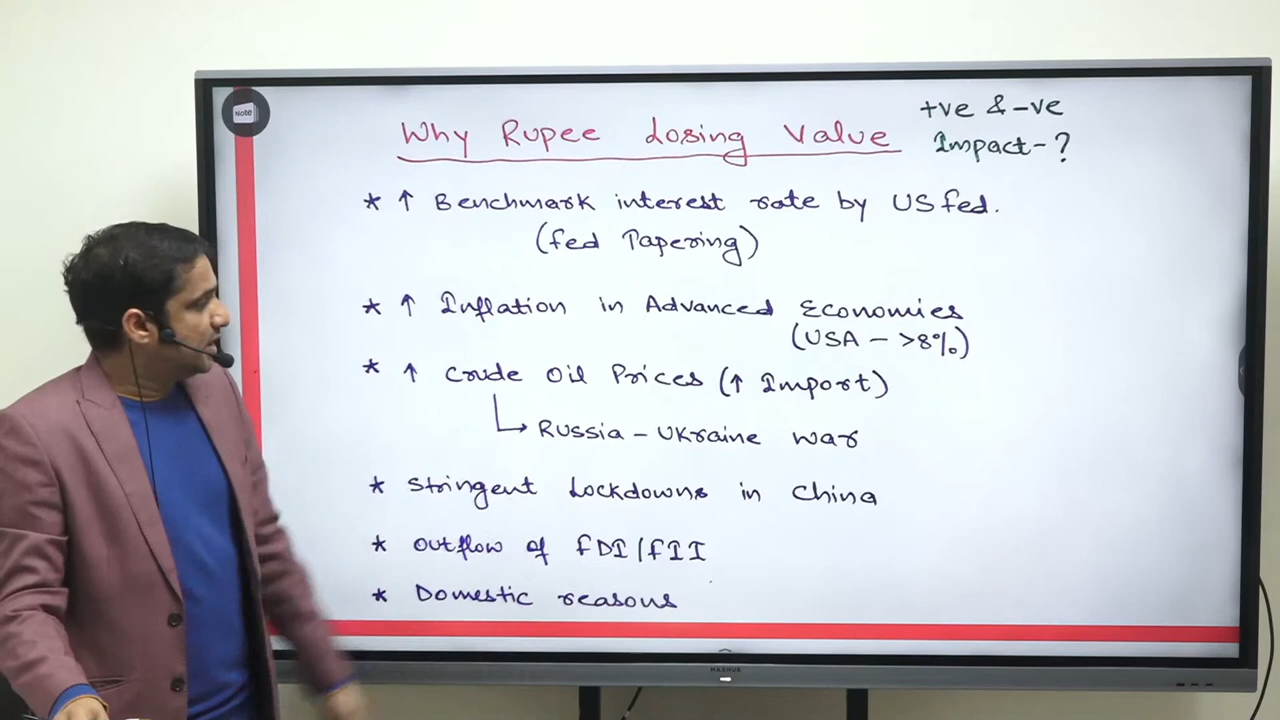 Note
Why Rupee Losing Value
+ve & -ve
Impact - ?
* ↑ Benchmark interest rate by US fed.
(fed Tapering)
* ↑ Inflation in Advanced Economies
(USA - >8%)
* ↑ Crude Oil Prices (↑ Import)
↳ Russia - Ukraine war
* Stringent Lockdowns in China
* Outflow of FDI/FII
* Domestic reasons
MAXHUB